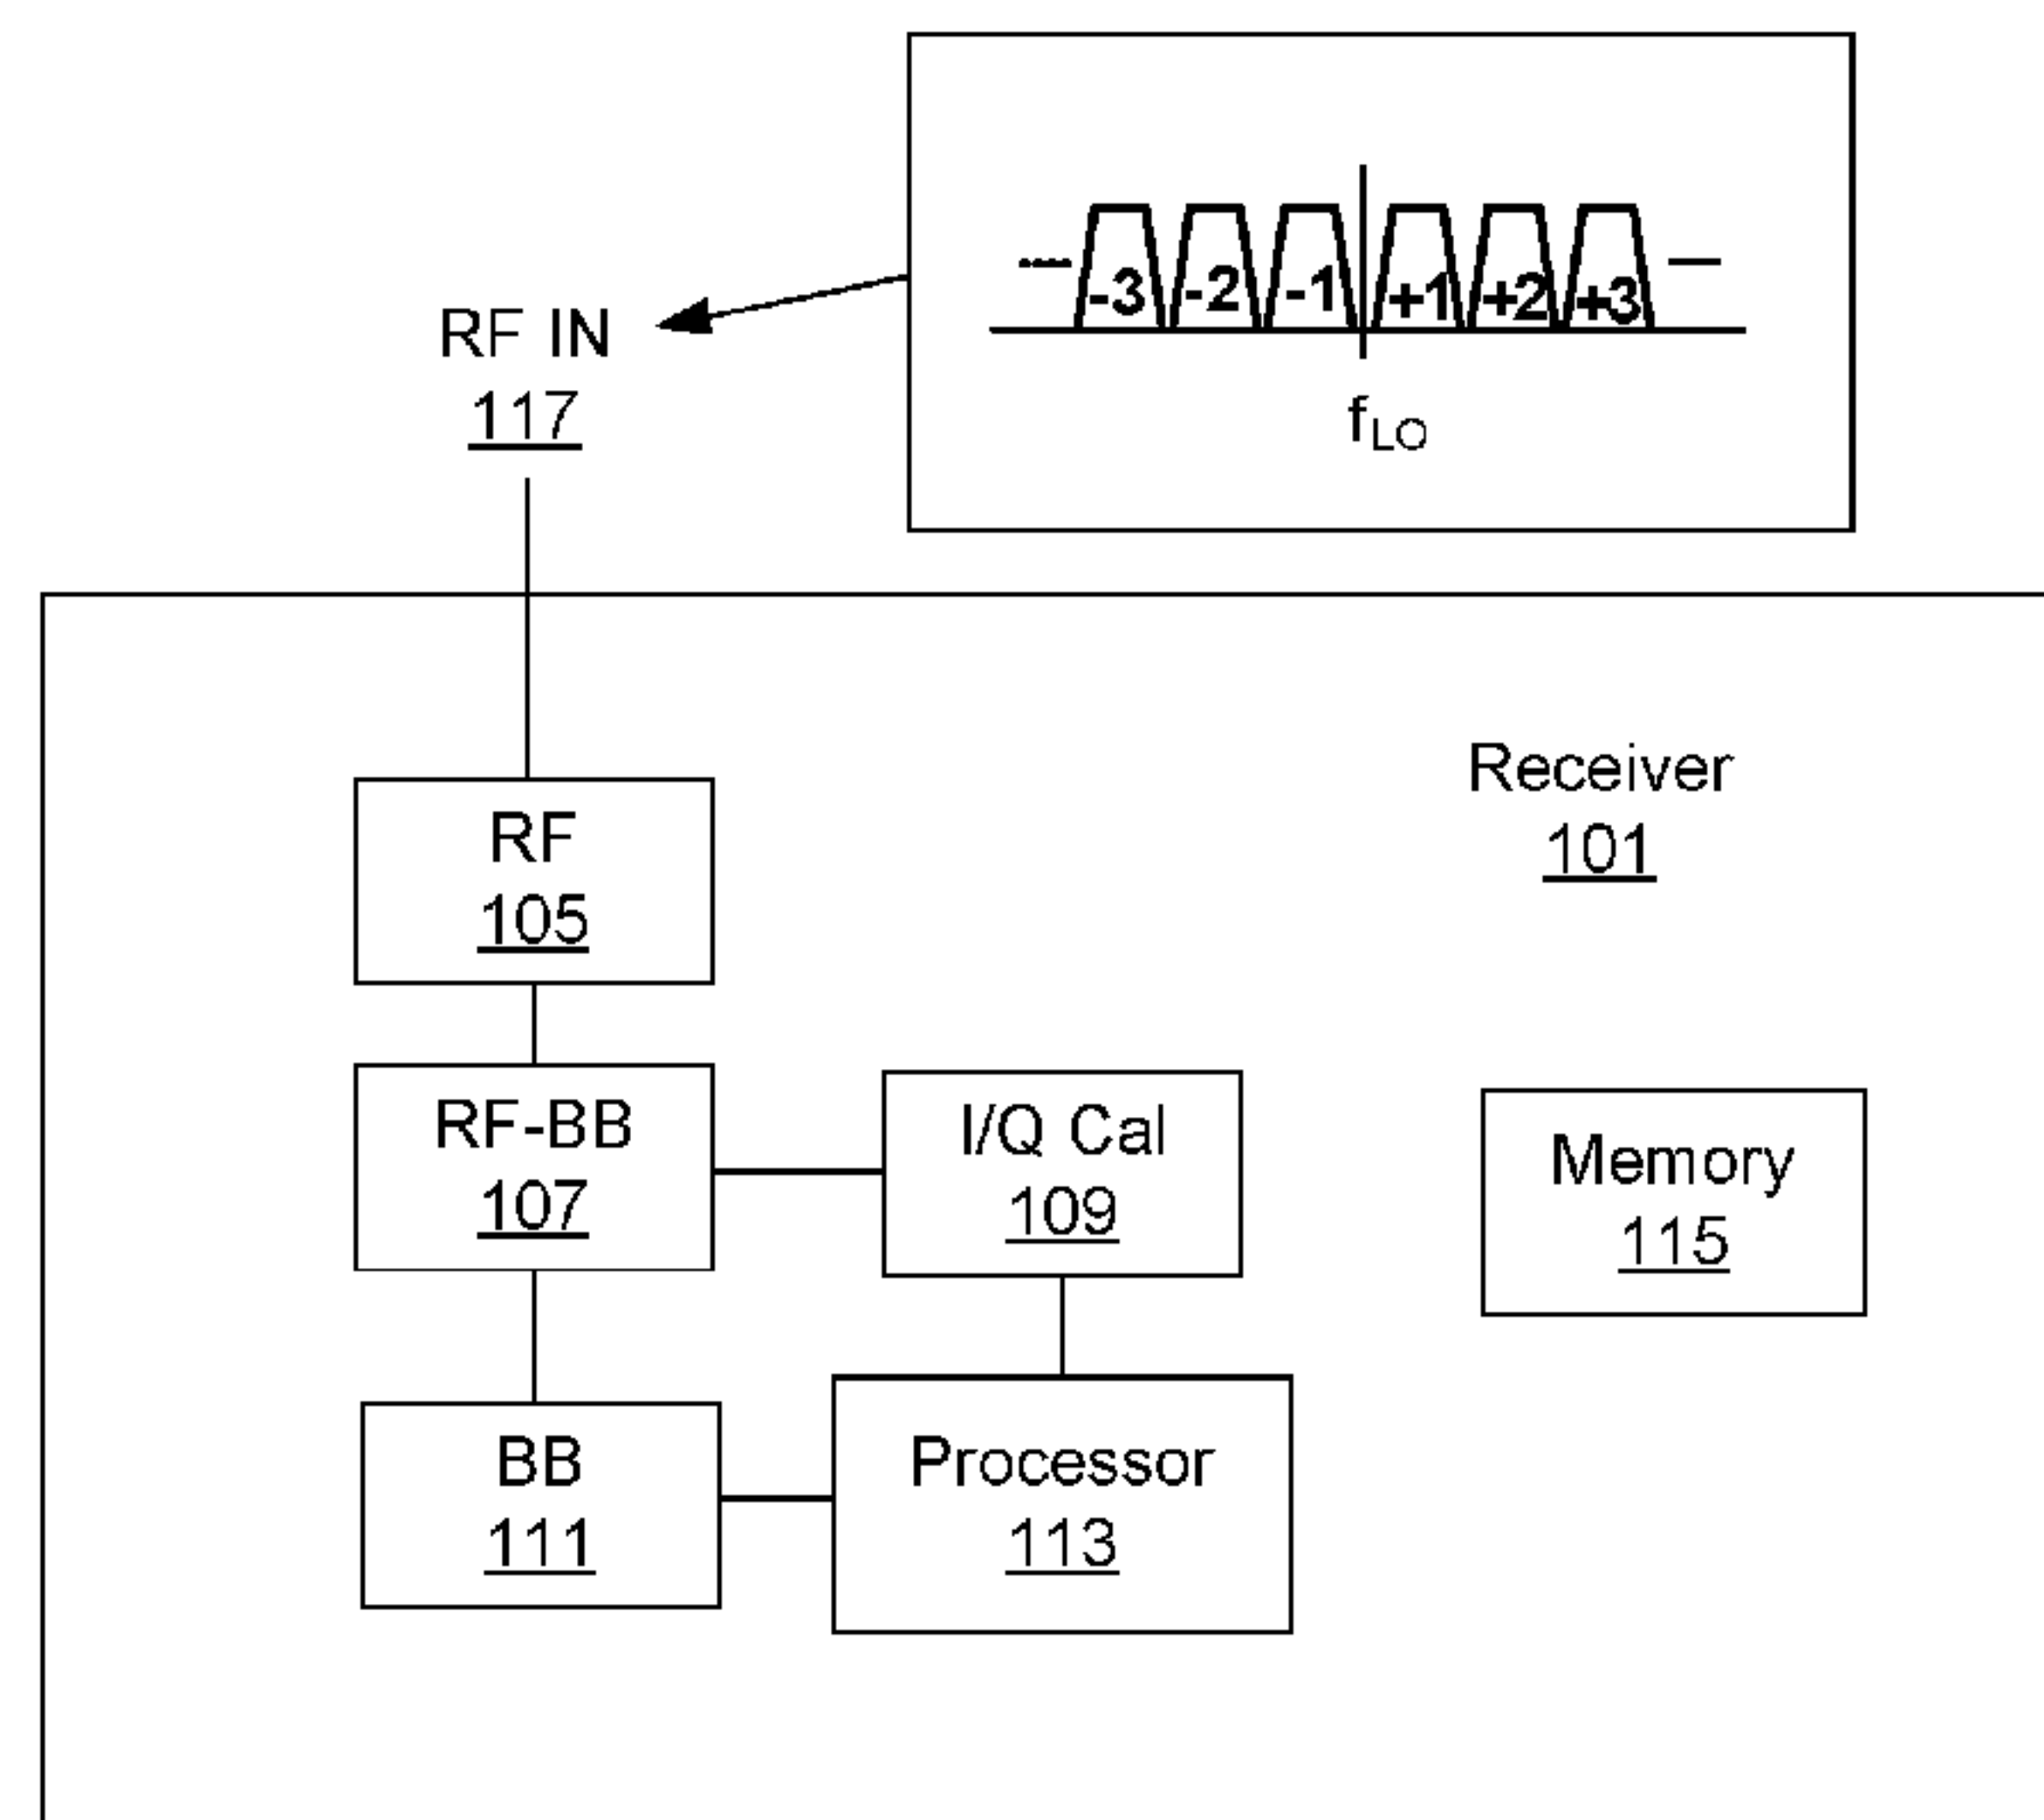 -3 -2 -1 +1 +2 +3
fLO
RF IN
117
Receiver
101
RF
105
RF-BB
107
I/Q Cal
109
Memory
115
BB
111
Processor
113